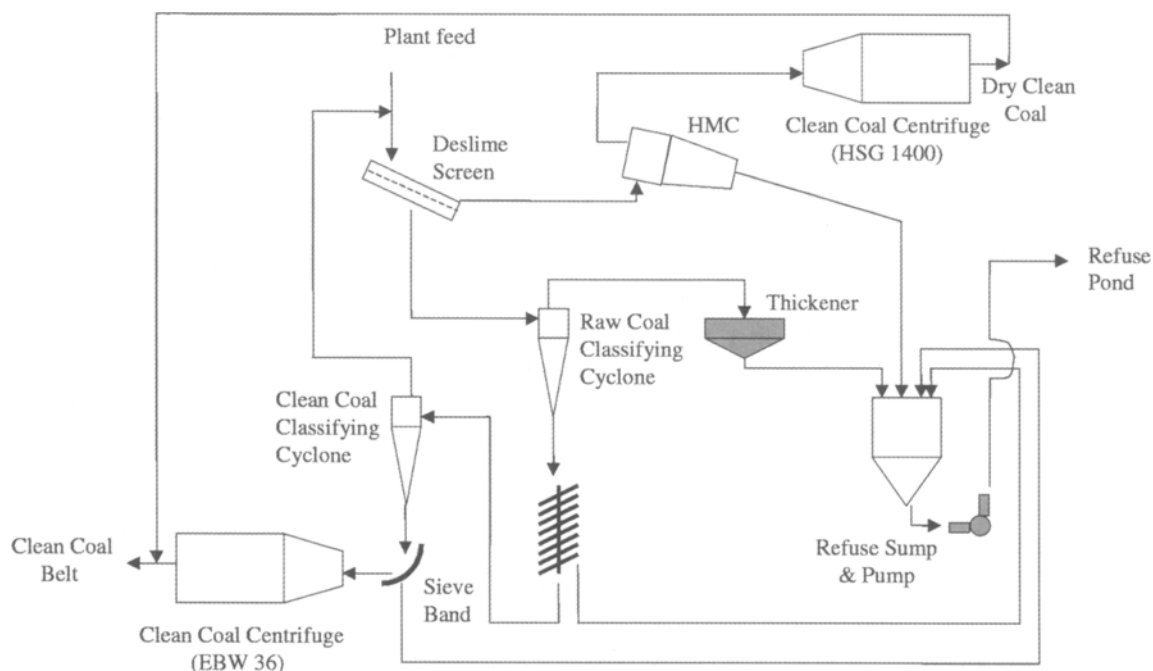 Plant feed
Dry Clean
Coal
Clean Coal Centrifuge
(HSG 1400)
HMC
Deslime
Screen
Refuse
Pond
Thickener
Raw Coal
Classifying
Cyclone
Clean Coal
Classifying
Cyclone
Clean Coal
Belt
Sieve
Band
Refuse Sump
& Pump
Clean Coal Centrifuge
(EBW 36)